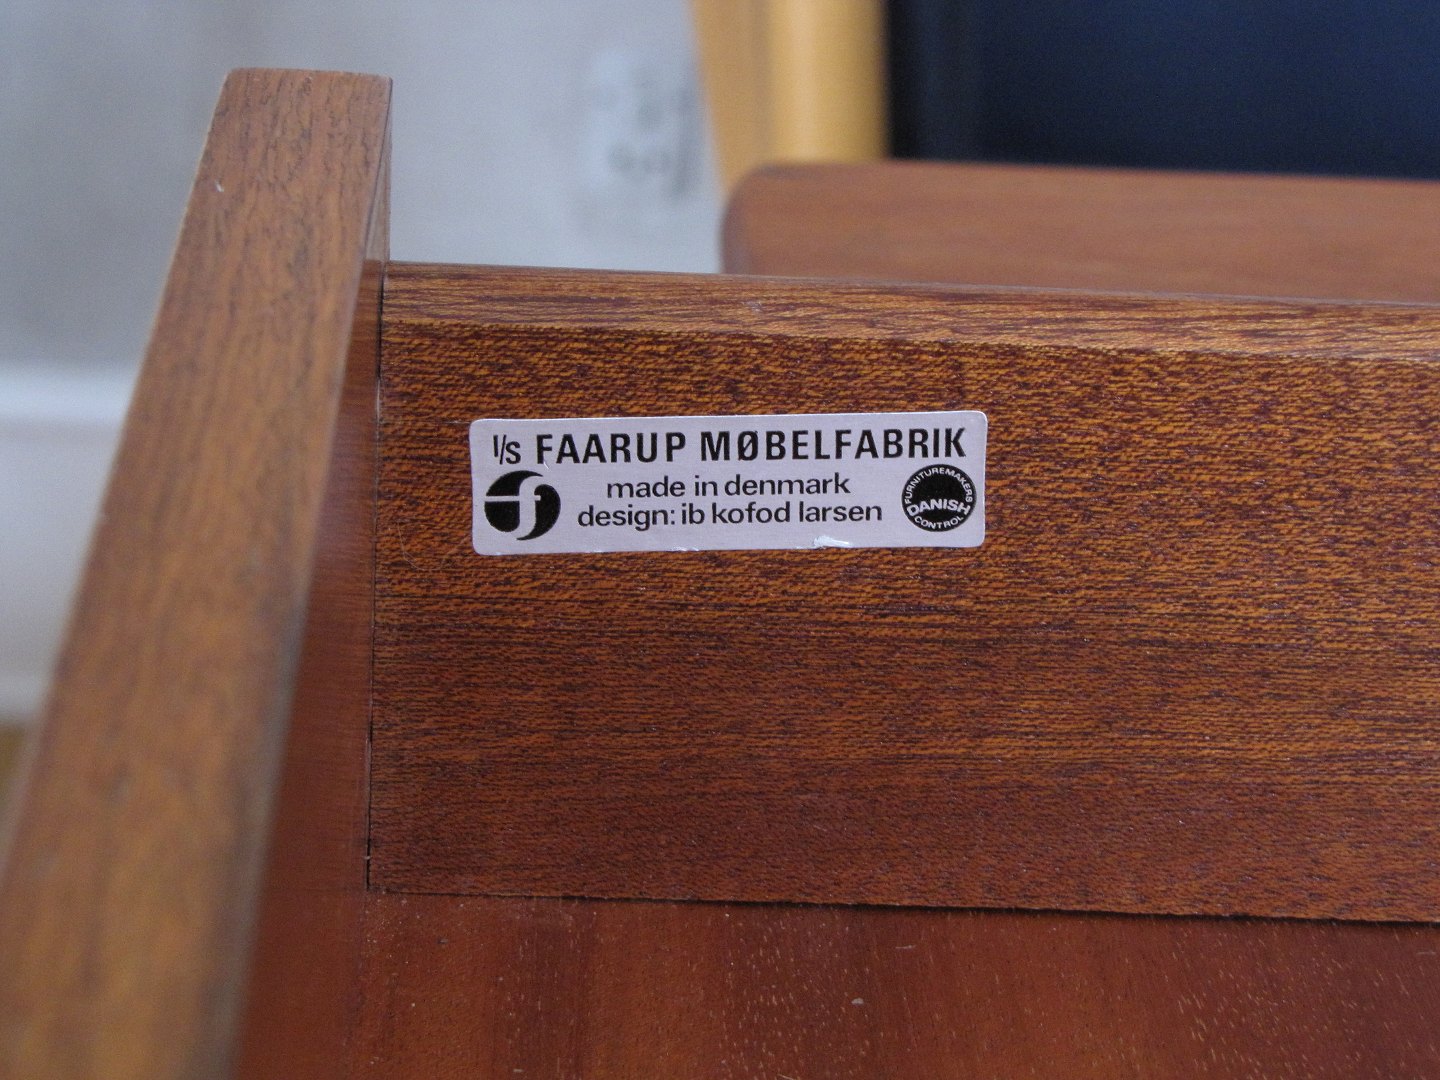 I/S FAARUP MØBELFABRIK
made in denmark
design: ib kofod larsen
f
FURNITUREMAKERS
DANISH
CONTROL